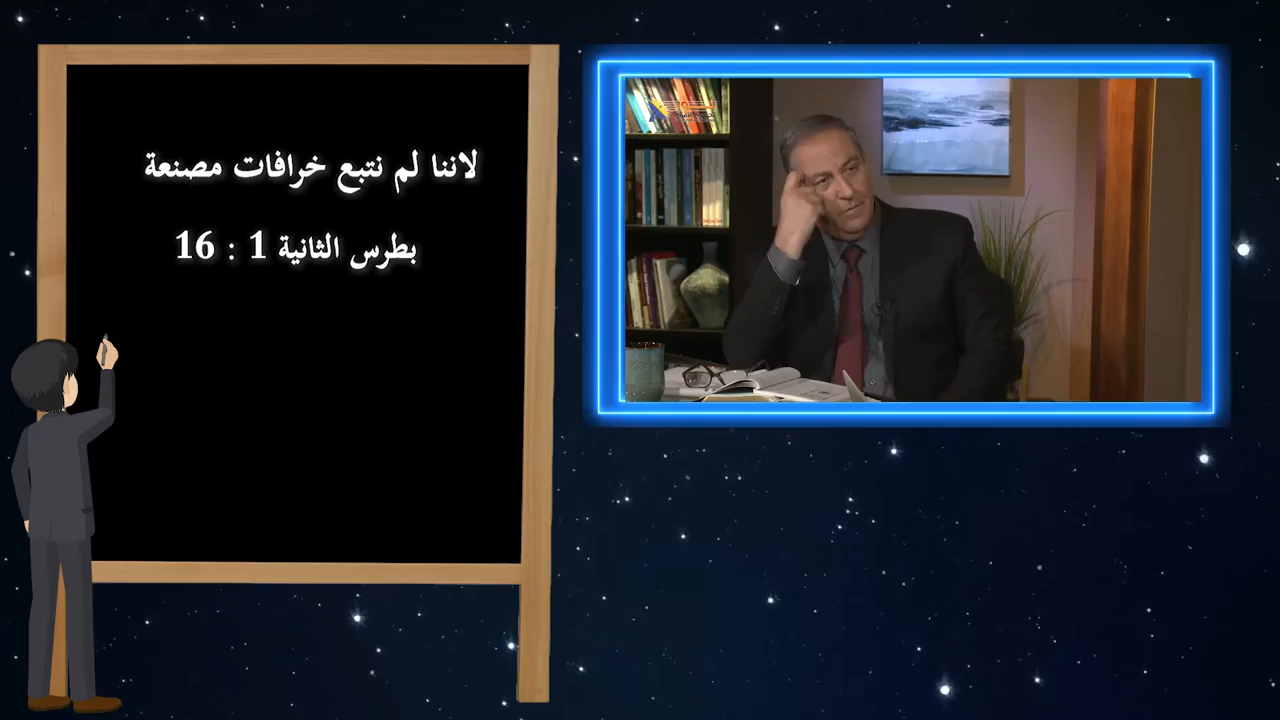 لاننا لم نتبع خرافات مصنعة
بطرس الثانية 1 : 16